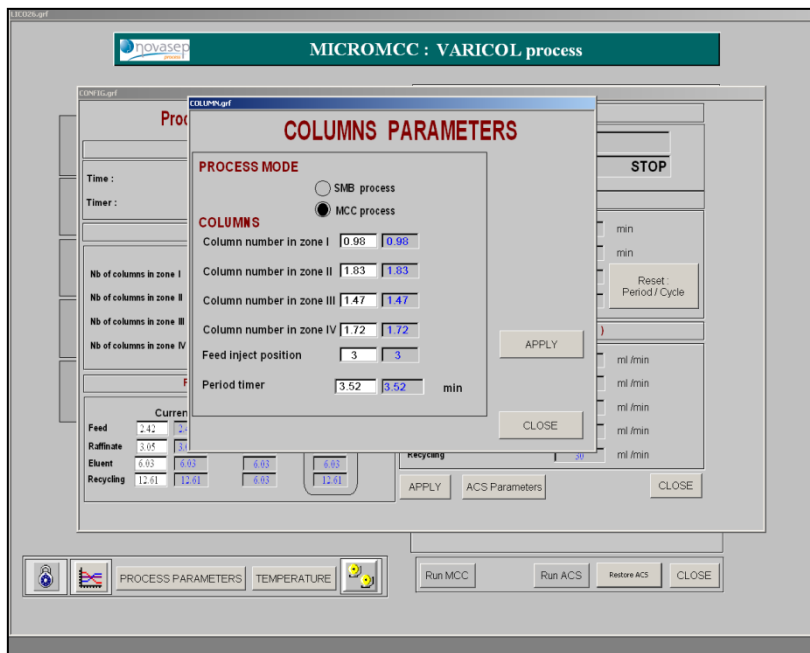 LICO26.grf
novasep
process
MICROMCC : VARICOL process
CONFIG.grf
COLUMN.grf
COLUMNS PARAMETERS
STOP
PROCESS MODE
SMB process
MCC process
Time :
Timer :
COLUMNS
Column number in zone I 0.98 0.98
Column number in zone II 1.83 1.83
Column number in zone III 1.47 1.47
Column number in zone IV 1.72 1.72
Feed inject position 3 3
Period timer 3.52 3.52 min
APPLY
CLOSE
Nb of columns in zone I
Nb of columns in zone II
Nb of columns in zone III
Nb of columns in zone IV
min
min
Reset :
Period / Cycle
)
ml /min
ml /min
ml /min
ml /min
ml /min
Feed 2.42
Raffinate 3.05
Eluent 6.03 6.03 6.03 6.03
Recycling 12.61 12.61 6.03 12.61
Recycling 30
APPLY ACS Parameters CLOSE
PROCESS PARAMETERS TEMPERATURE
Run MCC Run ACS Restore ACS CLOSE